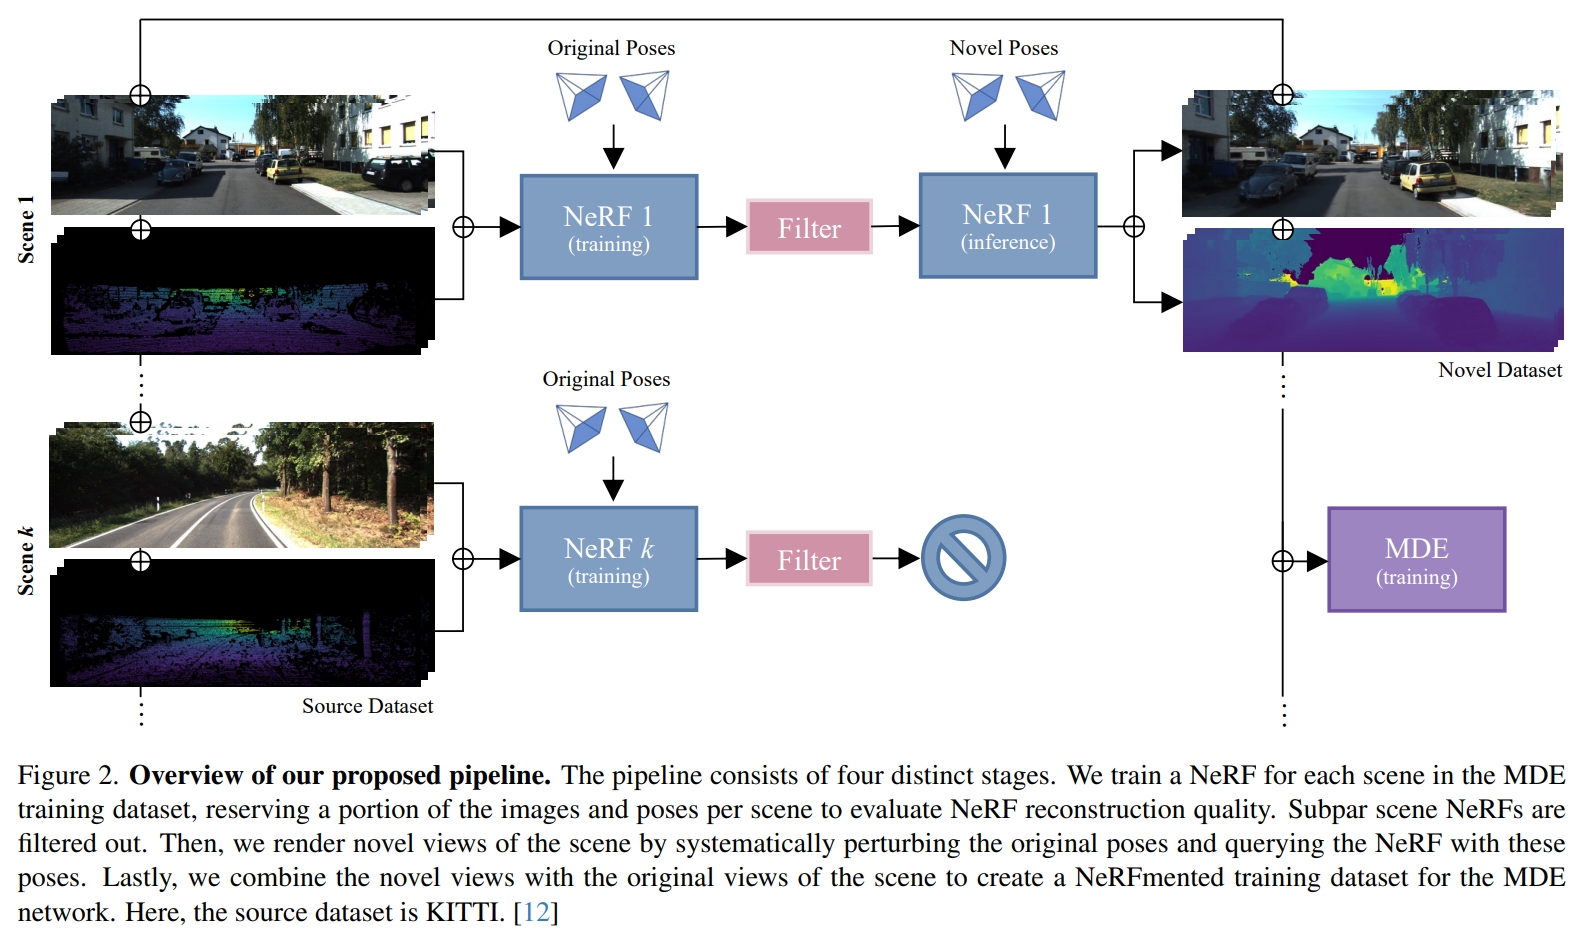 Original Poses
Novel Poses
Scene 1
NeRF 1
(training)
Filter
NeRF 1
(inference)
Novel Dataset
Original Poses
Scene k
NeRF k
(training)
Filter
MDE
(training)
Source Dataset
Figure 2. Overview of our proposed pipeline. The pipeline consists of four distinct stages. We train a NeRF for each scene in the MDE
training dataset, reserving a portion of the images and poses per scene to evaluate NeRF reconstruction quality. Subpar scene NeRFs are
filtered out. Then, we render novel views of the scene by systematically perturbing the original poses and querying the NeRF with these
poses. Lastly, we combine the novel views with the original views of the scene to create a NeRFmented training dataset for the MDE
network. Here, the source dataset is KITTI. [12]